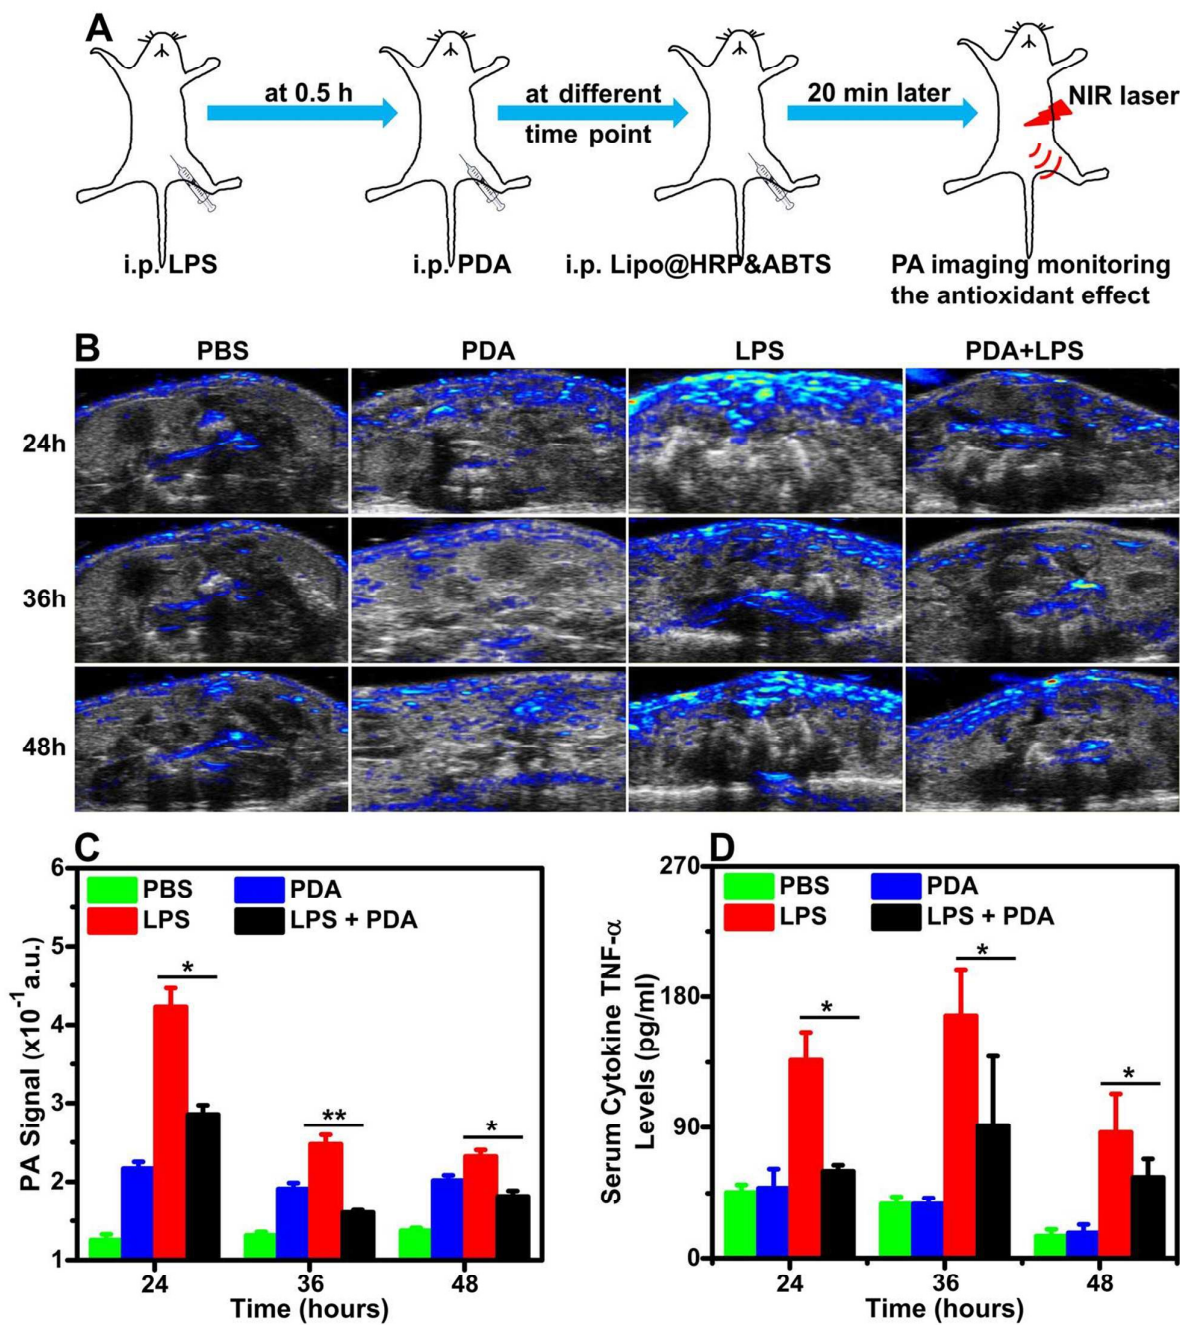 A
at 0.5 h
at different
time point
20 min later
NIR laser
i.p. LPS
i.p. PDA
i.p. Lipo@HRP&ABTS
PA imaging monitoring
the antioxidant effect
B
PBS
PDA
LPS
PDA+LPS
24h
36h
48h
C
6
5
4
3
2
1
PA Signal (x10⁻¹ a.u.)
PBS
PDA
LPS
LPS + PDA
*
**
*
24
36
48
Time (hours)
D
270
180
90
0
Serum Cytokine TNF-α
Levels (pg/ml)
PBS
PDA
LPS
LPS + PDA
*
*
*
24
36
48
Time (hours)